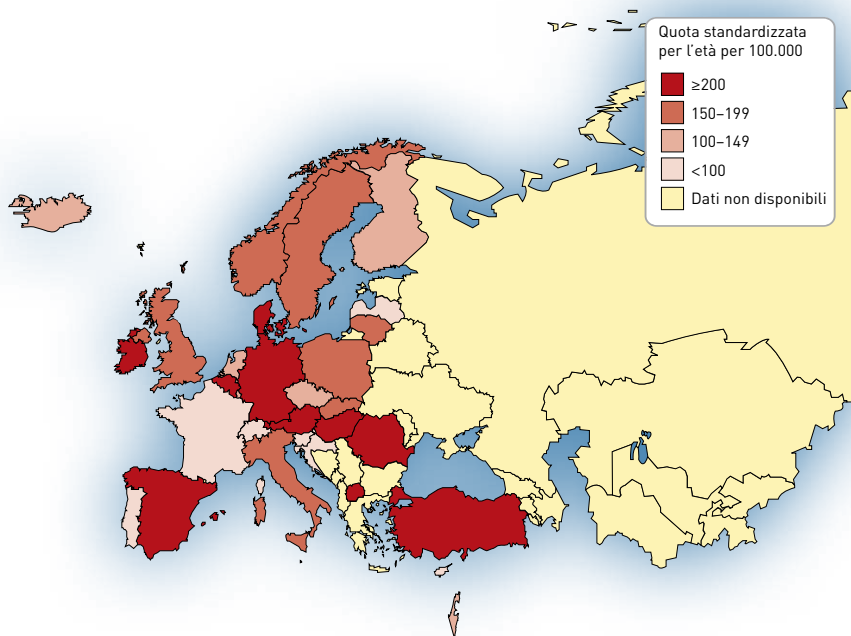 Quota standardizzata
per l'età per 100.000
≥200
150–199
100–149
<100
Dati non disponibili